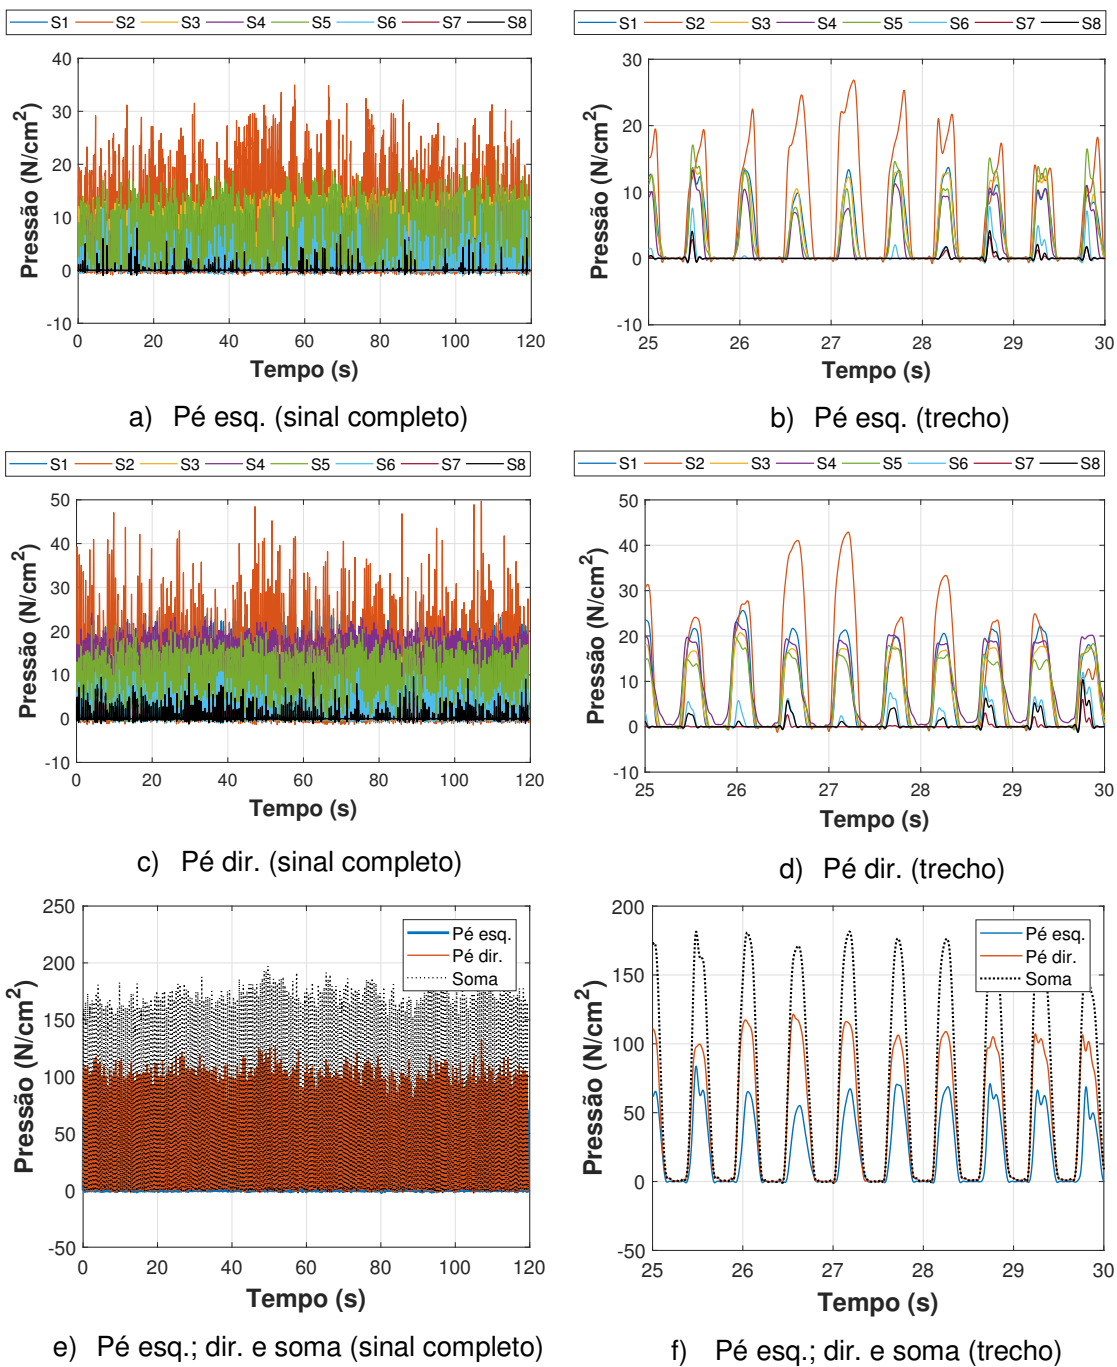 S1 S2 S3 S4 S5 S6 S7 S8
40
30
20
10
0
-10
Pressão (N/cm²)
0 20 40 60 80 100 120
Tempo (s)
a) Pé esq. (sinal completo)
S1 S2 S3 S4 S5 S6 S7 S8
30
20
10
0
-10
Pressão (N/cm²)
25 26 27 28 29 30
Tempo (s)
b) Pé esq. (trecho)
S1 S2 S3 S4 S5 S6 S7 S8
50
40
30
20
10
0
-10
Pressão (N/cm²)
0 20 40 60 80 100 120
Tempo (s)
c) Pé dir. (sinal completo)
S1 S2 S3 S4 S5 S6 S7 S8
50
40
30
20
10
0
-10
Pressão (N/cm²)
25 26 27 28 29 30
Tempo (s)
d) Pé dir. (trecho)
250
200
150
100
50
0
-50
Pressão (N/cm²)
Pé esq.
Pé dir.
Soma
0 20 40 60 80 100 120
Tempo (s)
e) Pé esq.; dir. e soma (sinal completo)
200
150
100
50
0
-50
Pressão (N/cm²)
Pé esq.
Pé dir.
Soma
25 26 27 28 29 30
Tempo (s)
f) Pé esq.; dir. e soma (trecho)